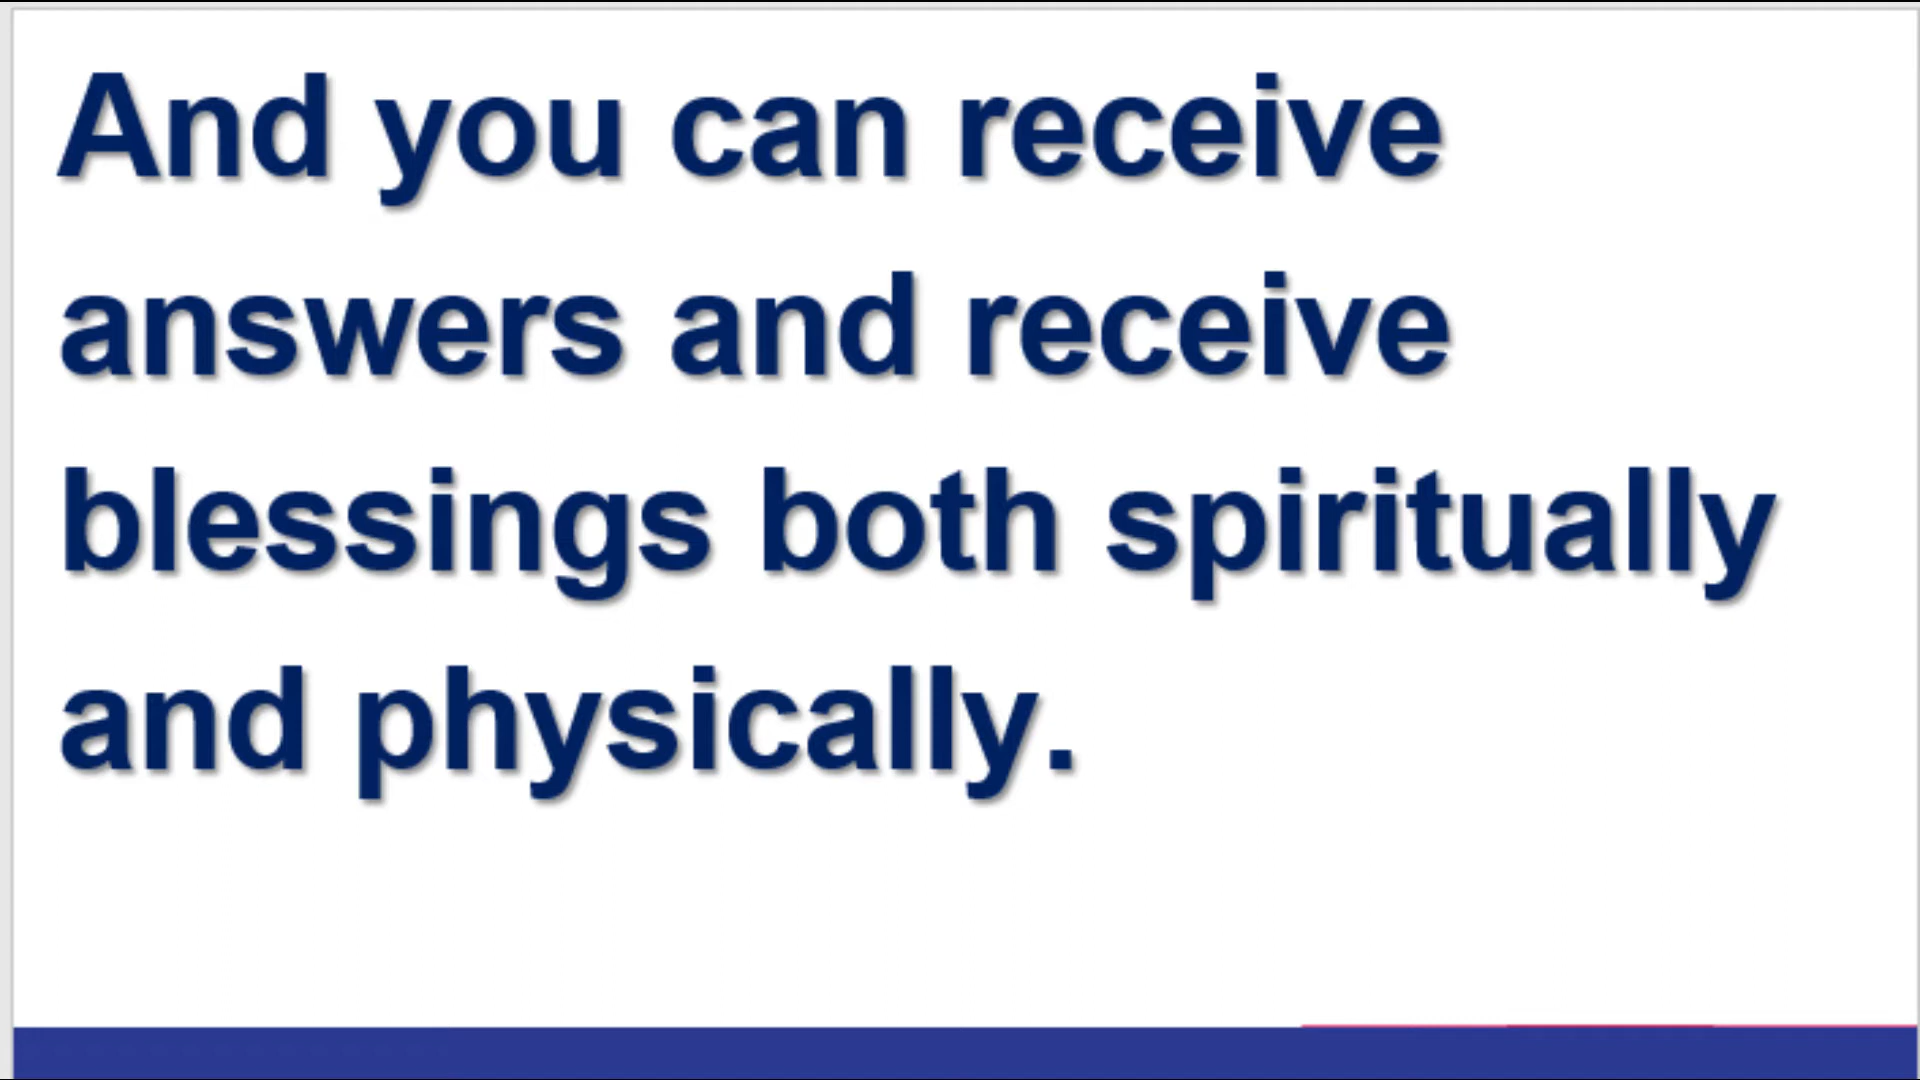 And you can receive
answers and receive
blessings both spiritually
and physically.